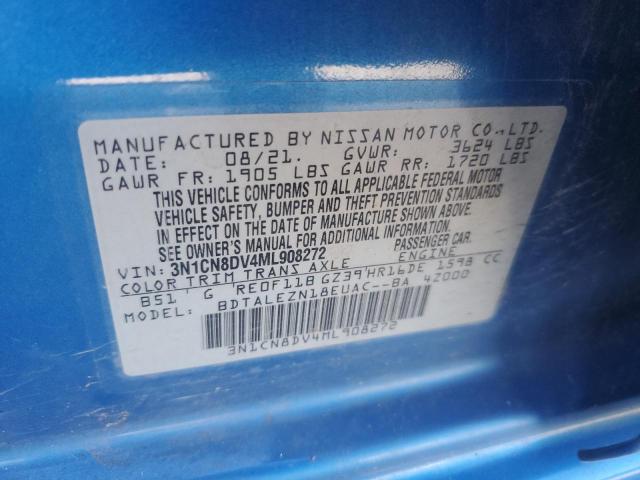 MANUFACTURED BY NISSAN MOTOR CO., LTD.
DATE: 08/21. GVWR: 3624 LBS
GAWR FR: 1905 LBS GAWR RR: 1720 LBS
THIS VEHICLE CONFORMS TO ALL APPLICABLE FEDERAL MOTOR
VEHICLE SAFETY, BUMPER AND THEFT PREVENTION STANDARDS
IN EFFECT ON THE DATE OF MANUFACTURE SHOWN ABOVE.
SEE OWNER'S MANUAL FOR FURTHER INFORMATION.
VIN: 3N1CN8DV4ML908272 PASSENGER CAR.
COLOR TRIM TRANS AXLE ENGINE
B51 G RE0F11B GZ39 HR16DE 1598 CC
MODEL: BDTALEZN18EUAC--BA 42000
3N1CN8DV4ML908272